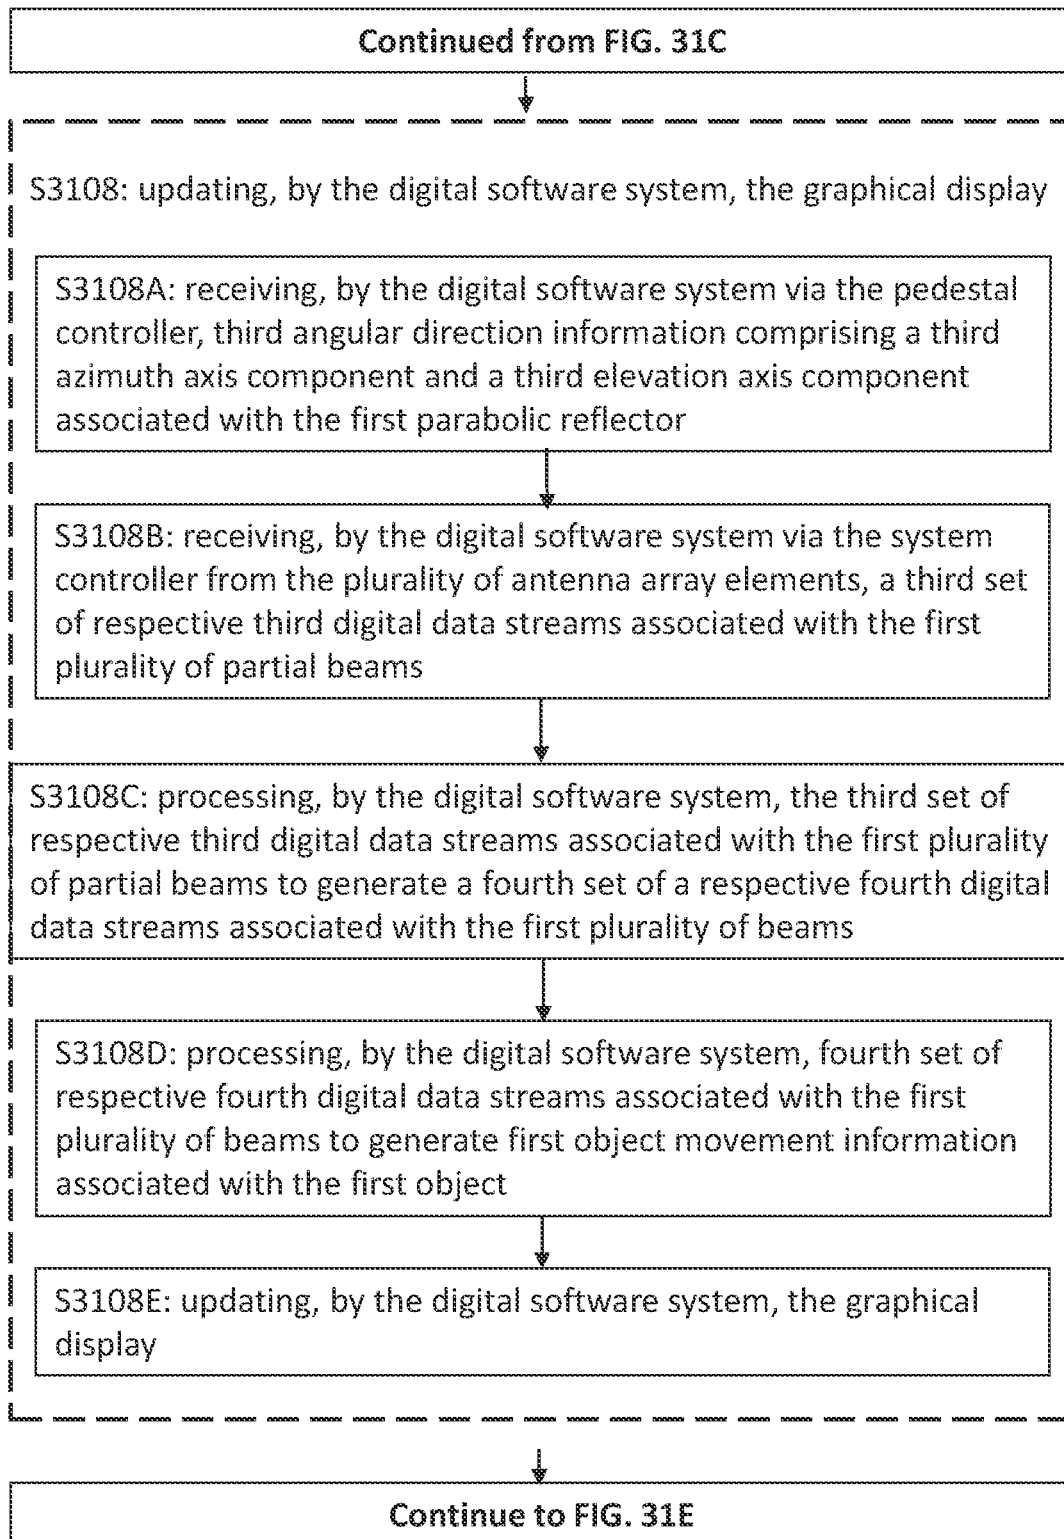 Continued from FIG. 31C
S3108: updating, by the digital software system, the graphical display
S3108A: receiving, by the digital software system via the pedestal
controller, third angular direction information comprising a third
azimuth axis component and a third elevation axis component
associated with the first parabolic reflector
S3108B: receiving, by the digital software system via the system
controller from the plurality of antenna array elements, a third set
of respective third digital data streams associated with the first
plurality of partial beams
S3108C: processing, by the digital software system, the third set of
respective third digital data streams associated with the first plurality
of partial beams to generate a fourth set of a respective fourth digital
data streams associated with the first plurality of beams
S3108D: processing, by the digital software system, fourth set of
respective fourth digital data streams associated with the first
plurality of beams to generate first object movement information
associated with the first object
S3108E: updating, by the digital software system, the graphical
display
Continue to FIG. 31E